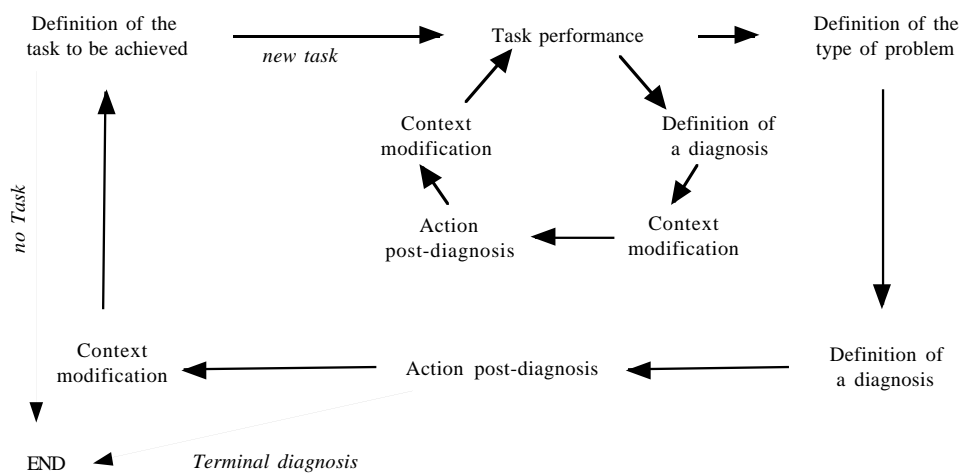 Definition of the
task to be achieved
new task
Task performance
Definition of the
type of problem
Context
modification
Definition of
a diagnosis
no Task
Action
post-diagnosis
Context
modification
Context
modification
Action post-diagnosis
Definition of
a diagnosis
END
Terminal diagnosis